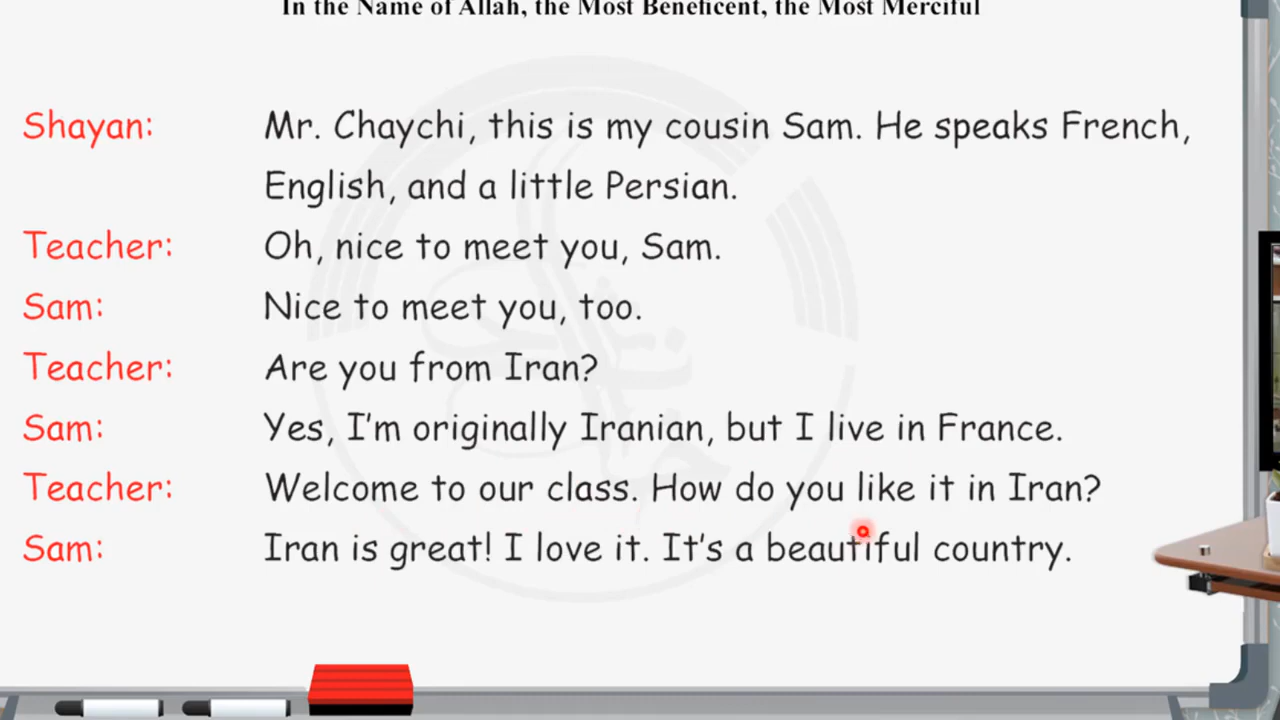 In the Name of Allah, the Most Beneficent, the Most Merciful
Shayan: Mr. Chaychi, this is my cousin Sam. He speaks French,
English, and a little Persian.
Teacher: Oh, nice to meet you, Sam.
Sam: Nice to meet you, too.
Teacher: Are you from Iran?
Sam: Yes, I'm originally Iranian, but I live in France.
Teacher: Welcome to our class. How do you like it in Iran?
Sam: Iran is great! I love it. It's a beautiful country.